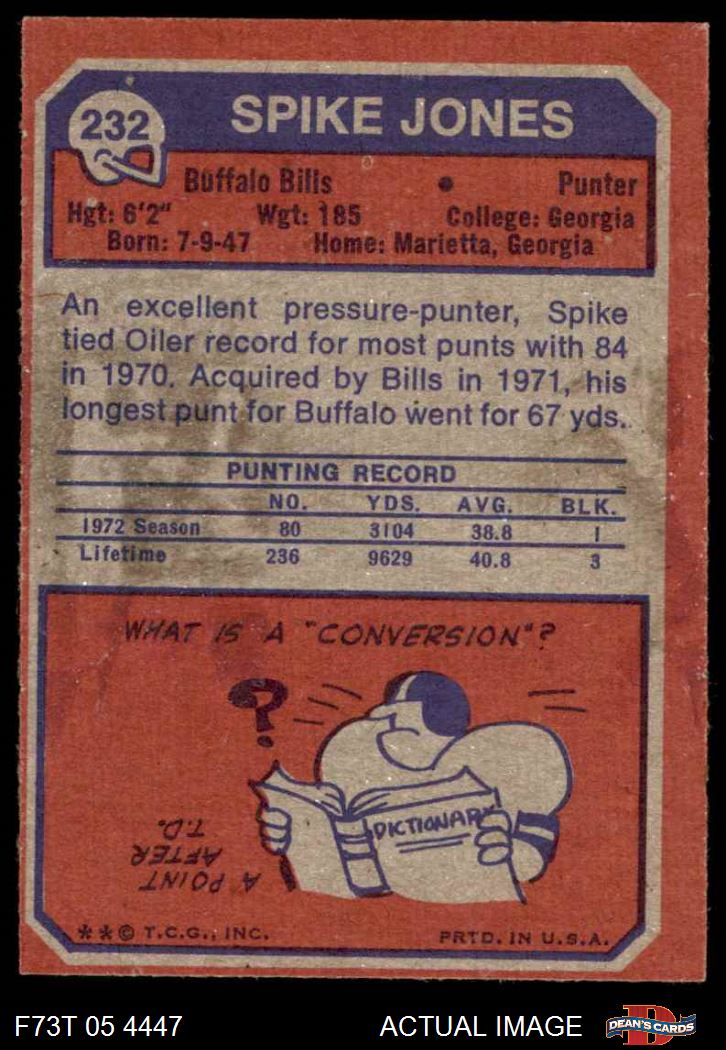 232
SPIKE JONES
Buffalo Bills • Punter
Hgt: 6'2" Wgt: 185 College: Georgia
Born: 7-9-47 Home: Marietta, Georgia
An excellent pressure-punter, Spike
tied Oiler record for most punts with 84
in 1970. Acquired by Bills in 1971, his
longest punt for Buffalo went for 67 yds.
PUNTING RECORD
NO. YDS. AVG. BLK.
1972 Season 80 3104 38.8 1
Lifetime 236 9629 40.8 3
WHAT IS A "CONVERSION"?
?
DICTIONARY
A POINT
AFTER
T.D.
**© T.C.G., INC. PRTD. IN U.S.A.
F73T 05 4447 ACTUAL IMAGE D DEAN'S CARDS